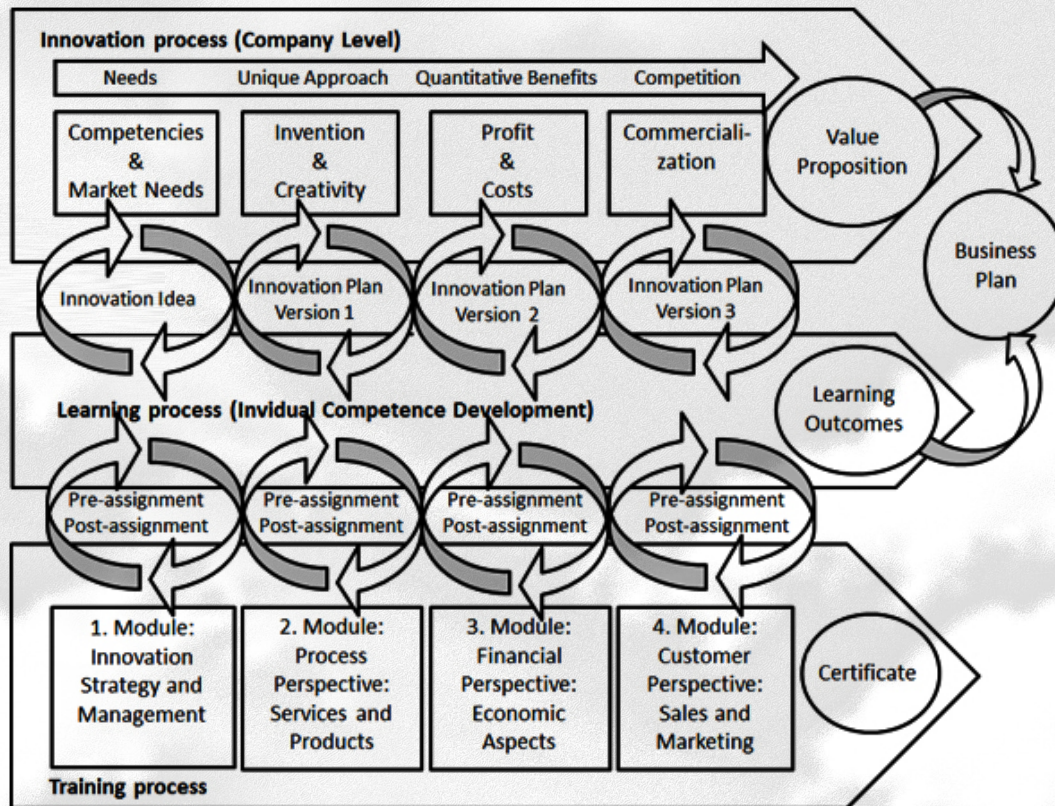 Innovation process (Company Level)
Needs
Unique Approach
Quantitative Benefits
Competition
Competencies
&
Market Needs
Invention
&
Creativity
Profit
&
Costs
Commerciali-
zation
Value
Proposition
Business
Plan
Innovation Idea
Innovation Plan
Version 1
Innovation Plan
Version 2
Innovation Plan
Version 3
Learning process (Invidual Competence Development)
Learning
Outcomes
Pre-assignment
Post-assignment
Pre-assignment
Post-assignment
Pre-assignment
Post-assignment
Pre-assignment
Post-assignment
1. Module:
Innovation
Strategy and
Management
2. Module:
Process
Perspective:
Services and
Products
3. Module:
Financial
Perspective:
Economic
Aspects
4. Module:
Customer
Perspective:
Sales and
Marketing
Certificate
Training process